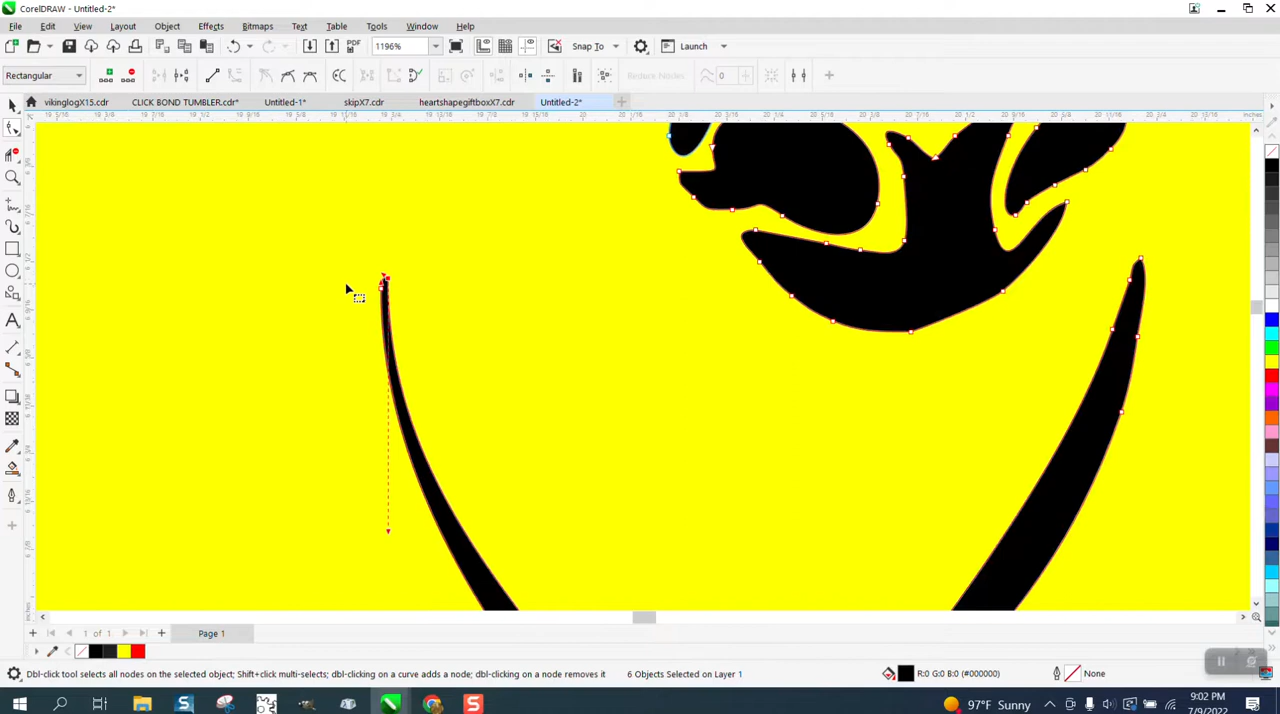 CorelDRAW - Untitled-2*
File Edit View Layout Object Effects Bitmaps Text Table Tools Window Help
PDF 1196% Snap To Launch
Rectangular Reduce Nodes 0
vikinglogX15.cdr CLICK BOND TUMBLER.cdr* Untitled-1* skipX7.cdr heartshapegiftboxX7.cdr Untitled-2*
inches
1 of 1 Page 1
Dbl-click tool selects all nodes on the selected object; Shift+click multi-selects; dbl-clicking on a curve adds a node; dbl-clicking on a node removes it 6 Objects Selected on Layer 1 R:0 G:0 B:0 (#000000) None
97°F Sunny 9:02 PM
7/9/2022